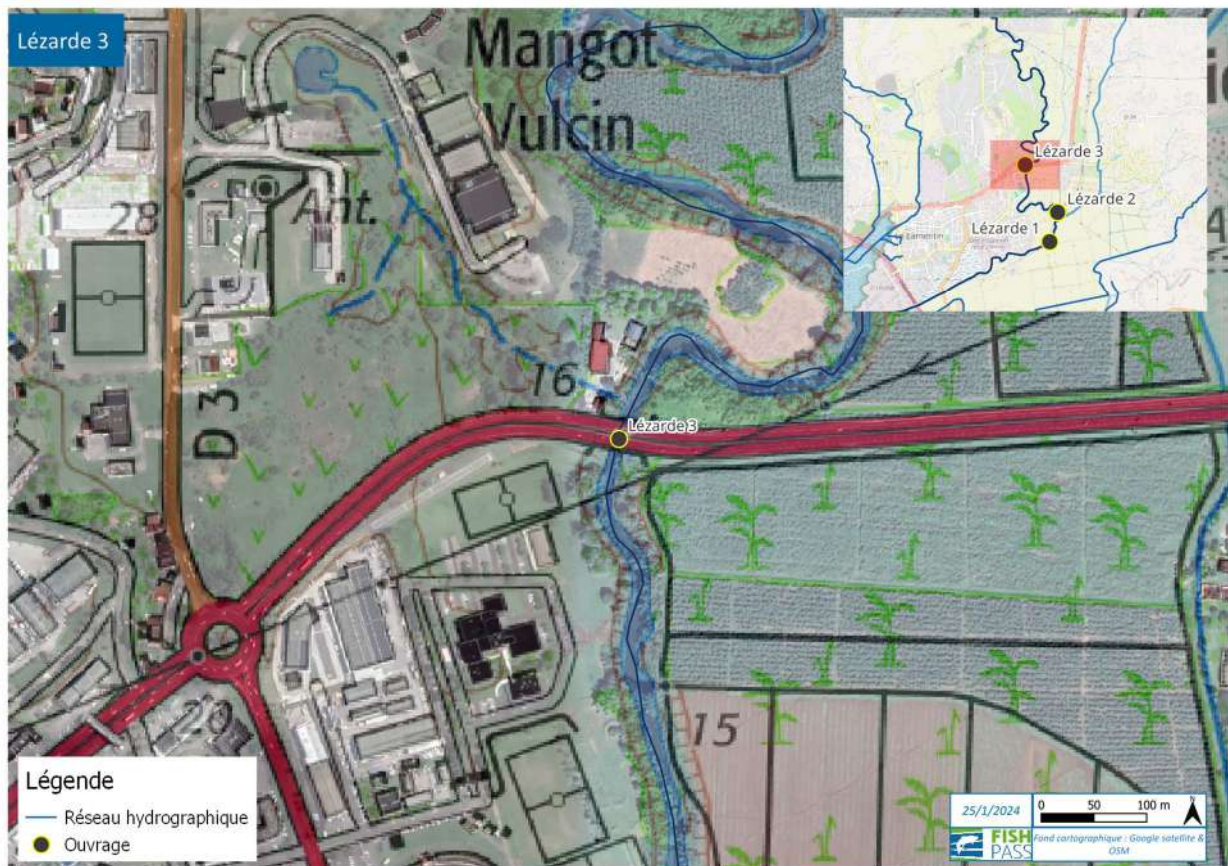 Lézarde 3
Mangot
Vulcin
28
Ant.
D 3
16
Lézarde 3
15
20
Lézarde 3
Lézarde 2
Lézarde 1
Le Lamentin
Légende
Réseau hydrographique
Ouvrage
25/1/2024
0 50 100 m
N
FISH
PASS
Fond cartographique : Google satellite &
OSM